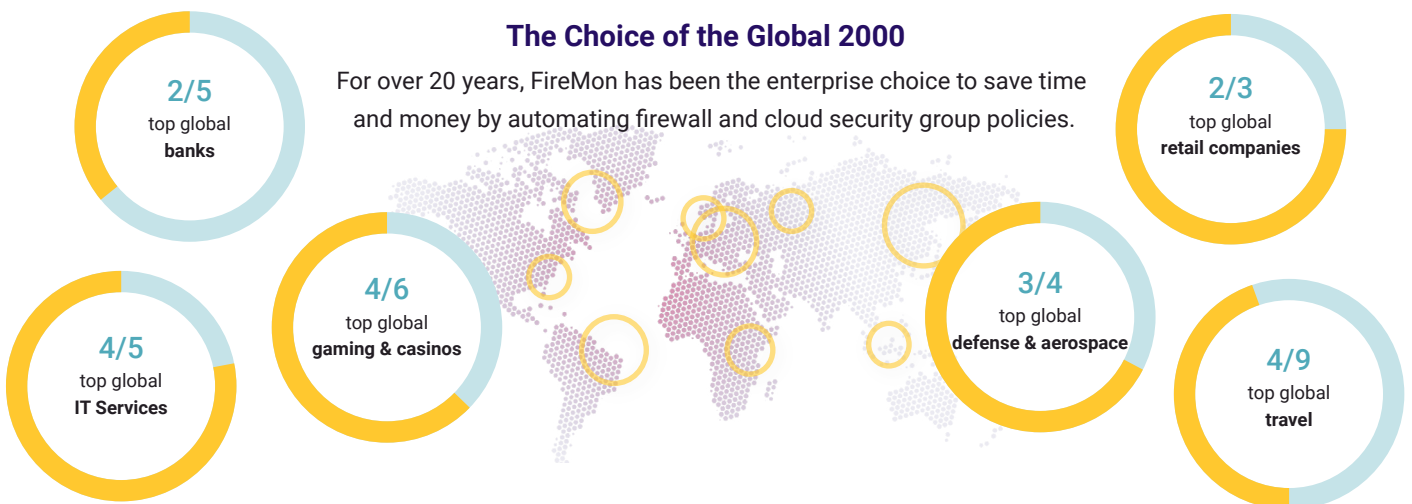 The Choice of the Global 2000
For over 20 years, FireMon has been the enterprise choice to save time
and money by automating firewall and cloud security group policies.
2/5
top global
banks
2/3
top global
retail companies
4/6
top global
gaming & casinos
3/4
top global
defense & aerospace
4/5
top global
IT Services
4/9
top global
travel